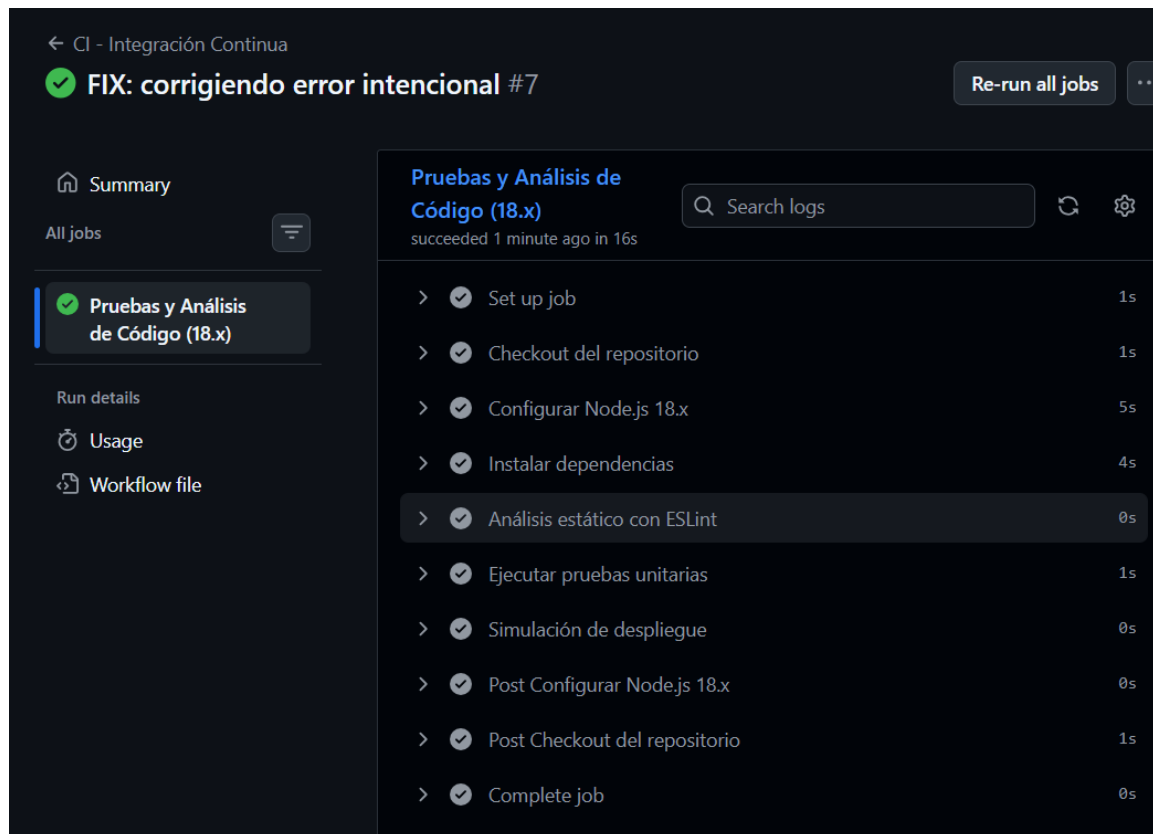 CI - Integración Continua
FIX: corrigiendo error intencional #7
Re-run all jobs
Summary
All jobs
Pruebas y Análisis
de Código (18.x)
Run details
Usage
Workflow file
Pruebas y Análisis de
Código (18.x)
succeeded 1 minute ago in 16s
Search logs
Set up job 1s
Checkout del repositorio 1s
Configurar Node.js 18.x 5s
Instalar dependencias 4s
Análisis estático con ESLint 0s
Ejecutar pruebas unitarias 1s
Simulación de despliegue 0s
Post Configurar Node.js 18.x 0s
Post Checkout del repositorio 1s
Complete job 0s